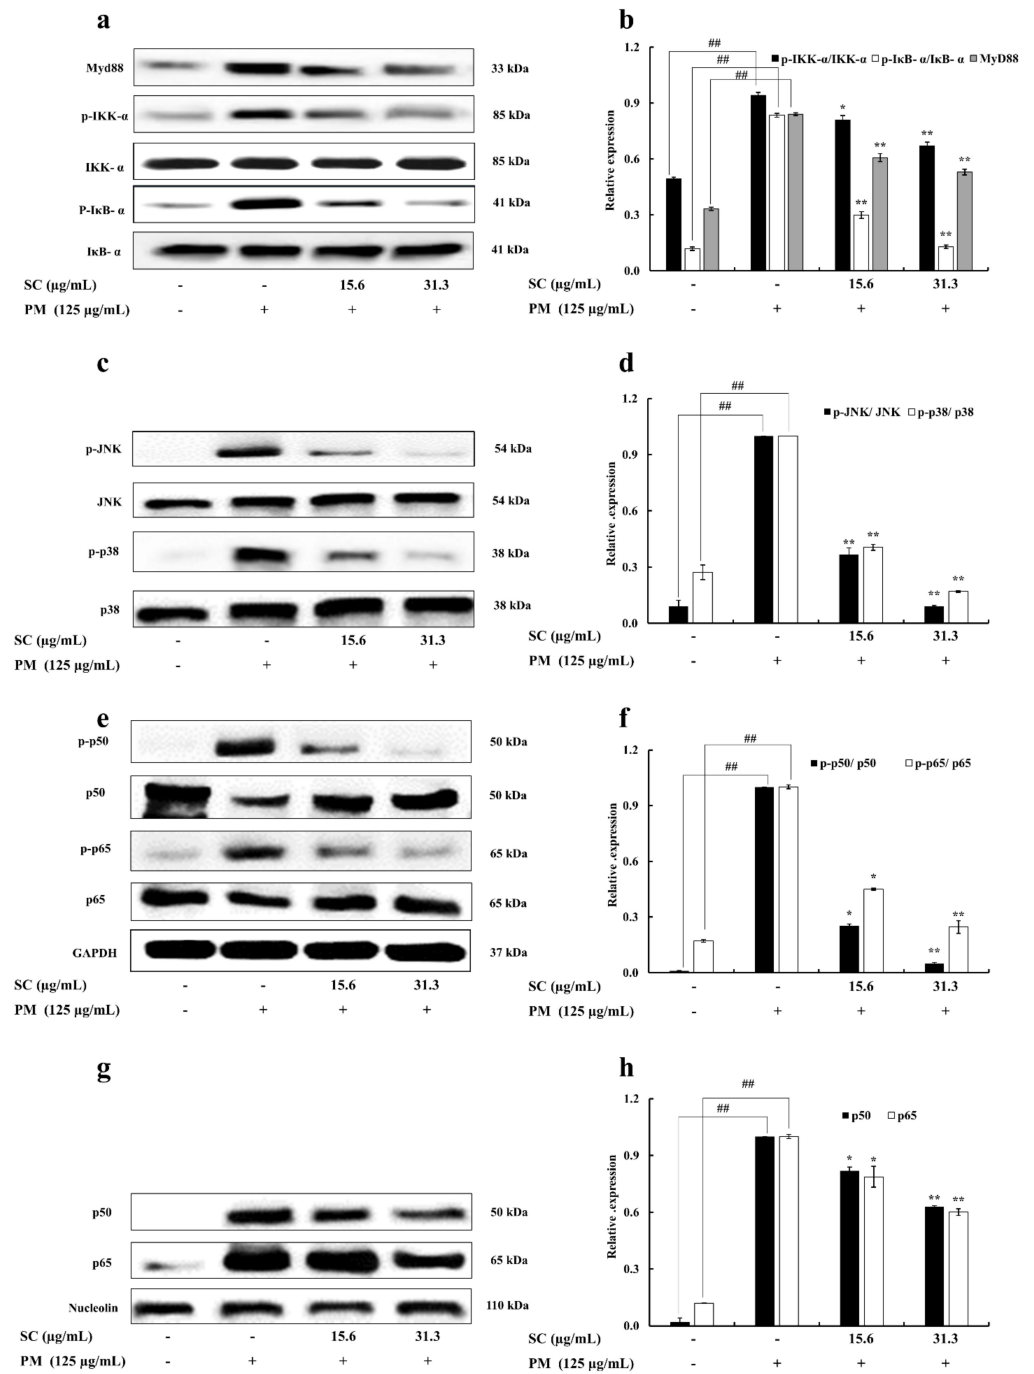 a
Myd88
33 kDa
p-IKK-α
85 kDa
IKK- α
85 kDa
P-IκB- α
41 kDa
IκB- α
41 kDa
SC (µg/mL) - - 15.6 31.3
PM (125 µg/mL) - + + +
b
1.2
0.9
0.6
0.3
0.0
Relative expression
p-IKK-α/IKK-α p-IκB- α/IκB- α MyD88
##
##
##
* ** ** ** ** **
SC (µg/mL) - - 15.6 31.3
PM (125 µg/mL) - + + +
c
p-JNK
54 kDa
JNK
54 kDa
p-p38
38 kDa
p38
38 kDa
SC (µg/mL) - - 15.6 31.3
PM (125 µg/mL) - + + +
d
1.2
0.9
0.6
0.3
0.0
Relative .expression
p-JNK/ JNK p-p38/ p38
##
##
** ** ** **
SC (µg/mL) - - 15.6 31.3
PM (125 µg/mL) - + + +
e
p-p50
50 kDa
p50
50 kDa
p-p65
65 kDa
p65
65 kDa
GAPDH
37 kDa
SC (µg/mL) - - 15.6 31.3
PM (125 µg/mL) - + + +
f
1.2
0.9
0.6
0.3
0.0
Relative .expression
p-p50/ p50 p-p65/ p65
##
##
* * ** **
SC (µg/mL) - - 15.6 31.3
PM (125 µg/mL) - + + +
g
p50
50 kDa
p65
65 kDa
Nucleolin
110 kDa
SC (µg/mL) - - 15.6 31.3
PM (125 µg/mL) - + + +
h
1.2
0.9
0.6
0.3
0.0
Relative .expression
p50 p65
##
##
* * ** **
SC (µg/mL) - - 15.6 31.3
PM (125 µg/mL) - + + +